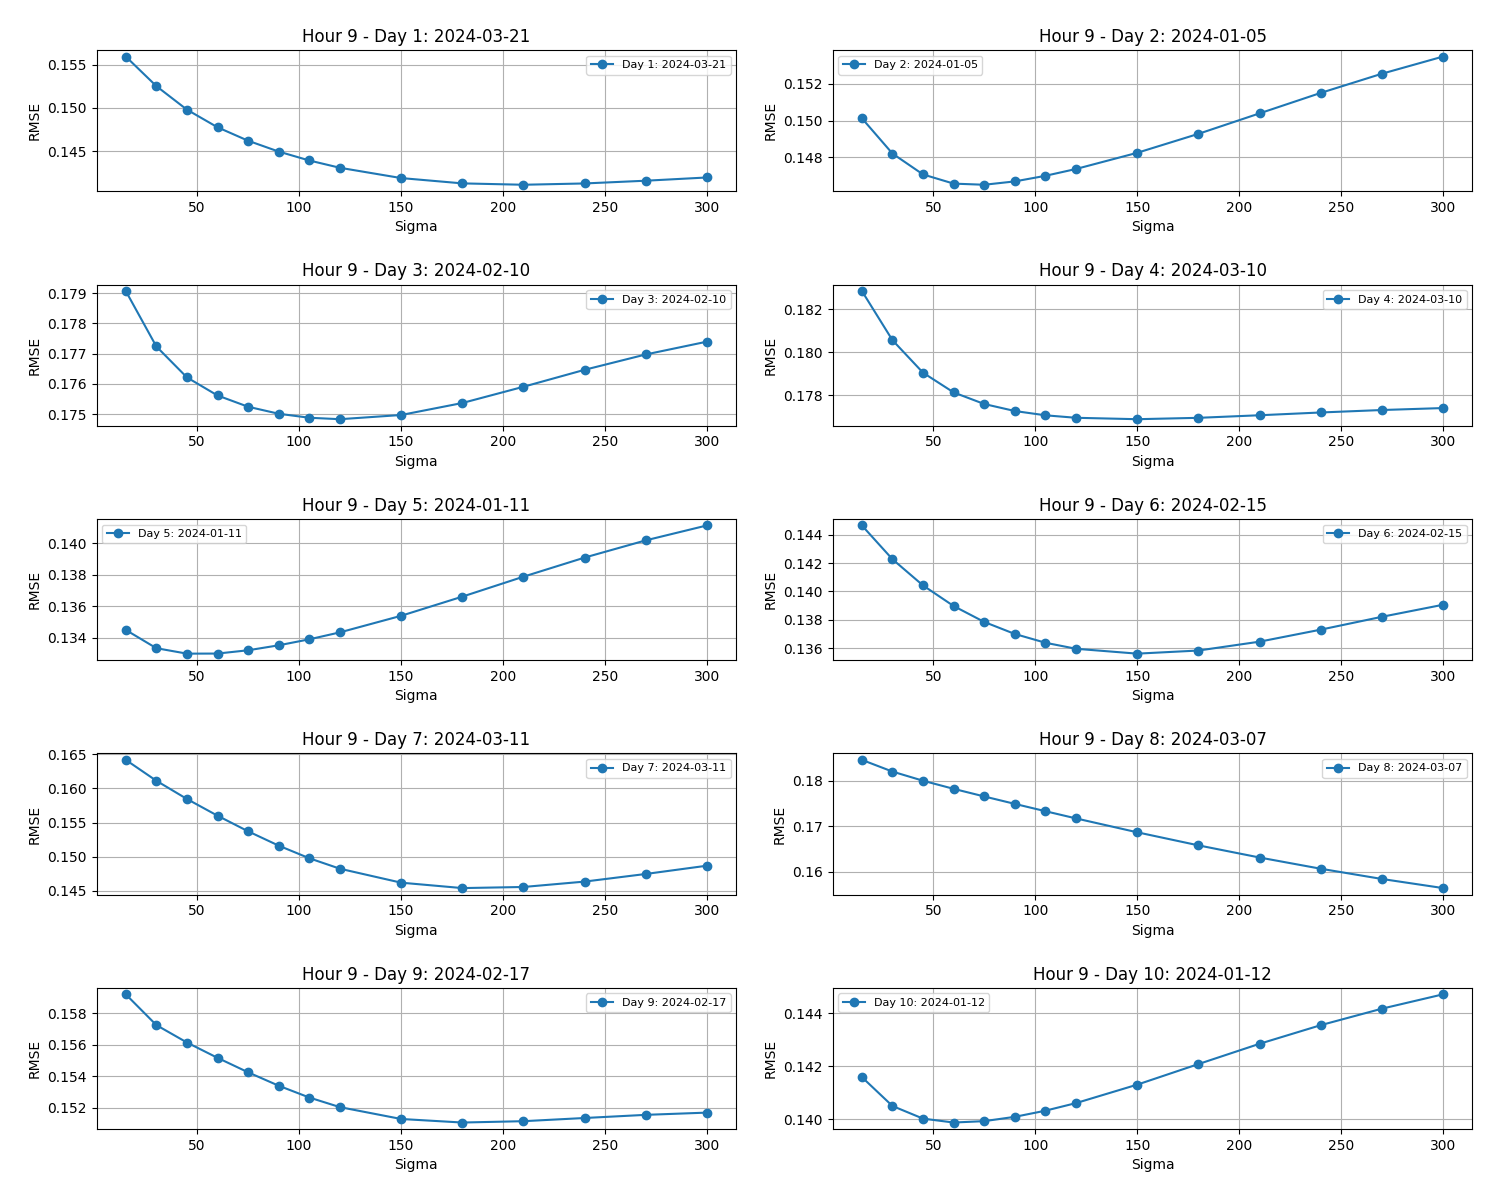 Hour 9 - Day 1: 2024-03-21
RMSE
0.155
0.150
0.145
Day 1: 2024-03-21
50 100 150 200 250 300
Sigma
Hour 9 - Day 2: 2024-01-05
RMSE
0.152
0.150
0.148
Day 2: 2024-01-05
50 100 150 200 250 300
Sigma
Hour 9 - Day 3: 2024-02-10
RMSE
0.179
0.178
0.177
0.176
0.175
Day 3: 2024-02-10
50 100 150 200 250 300
Sigma
Hour 9 - Day 4: 2024-03-10
RMSE
0.182
0.180
0.178
Day 4: 2024-03-10
50 100 150 200 250 300
Sigma
Hour 9 - Day 5: 2024-01-11
RMSE
0.140
0.138
0.136
0.134
Day 5: 2024-01-11
50 100 150 200 250 300
Sigma
Hour 9 - Day 6: 2024-02-15
RMSE
0.144
0.142
0.140
0.138
0.136
Day 6: 2024-02-15
50 100 150 200 250 300
Sigma
Hour 9 - Day 7: 2024-03-11
RMSE
0.165
0.160
0.155
0.150
0.145
Day 7: 2024-03-11
50 100 150 200 250 300
Sigma
Hour 9 - Day 8: 2024-03-07
RMSE
0.18
0.17
0.16
Day 8: 2024-03-07
50 100 150 200 250 300
Sigma
Hour 9 - Day 9: 2024-02-17
RMSE
0.158
0.156
0.154
0.152
Day 9: 2024-02-17
50 100 150 200 250 300
Sigma
Hour 9 - Day 10: 2024-01-12
RMSE
0.144
0.142
0.140
Day 10: 2024-01-12
50 100 150 200 250 300
Sigma